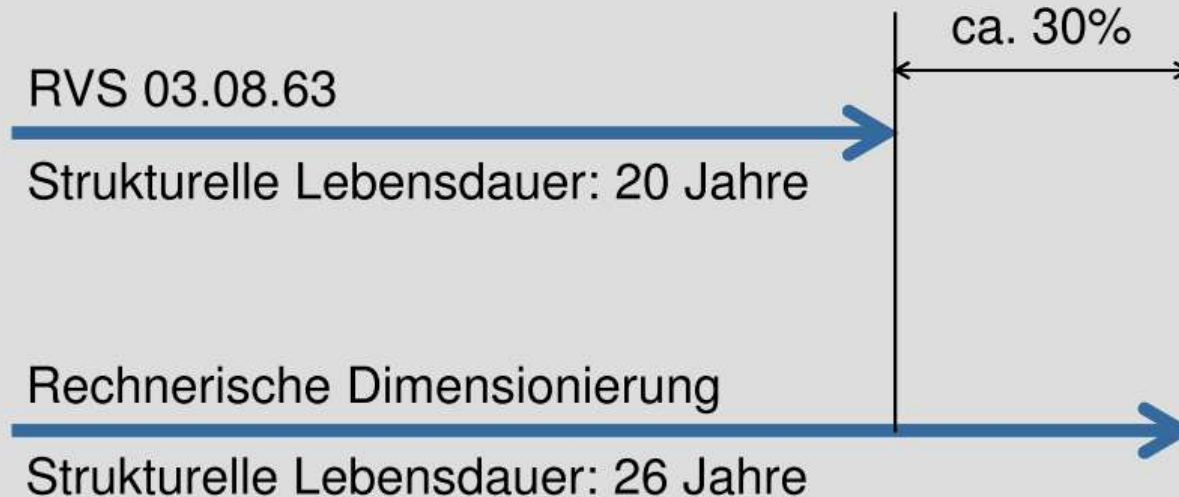 ca. 30%
RVS 03.08.63
Strukturelle Lebensdauer: 20 Jahre
Rechnerische Dimensionierung
Strukturelle Lebensdauer: 26 Jahre